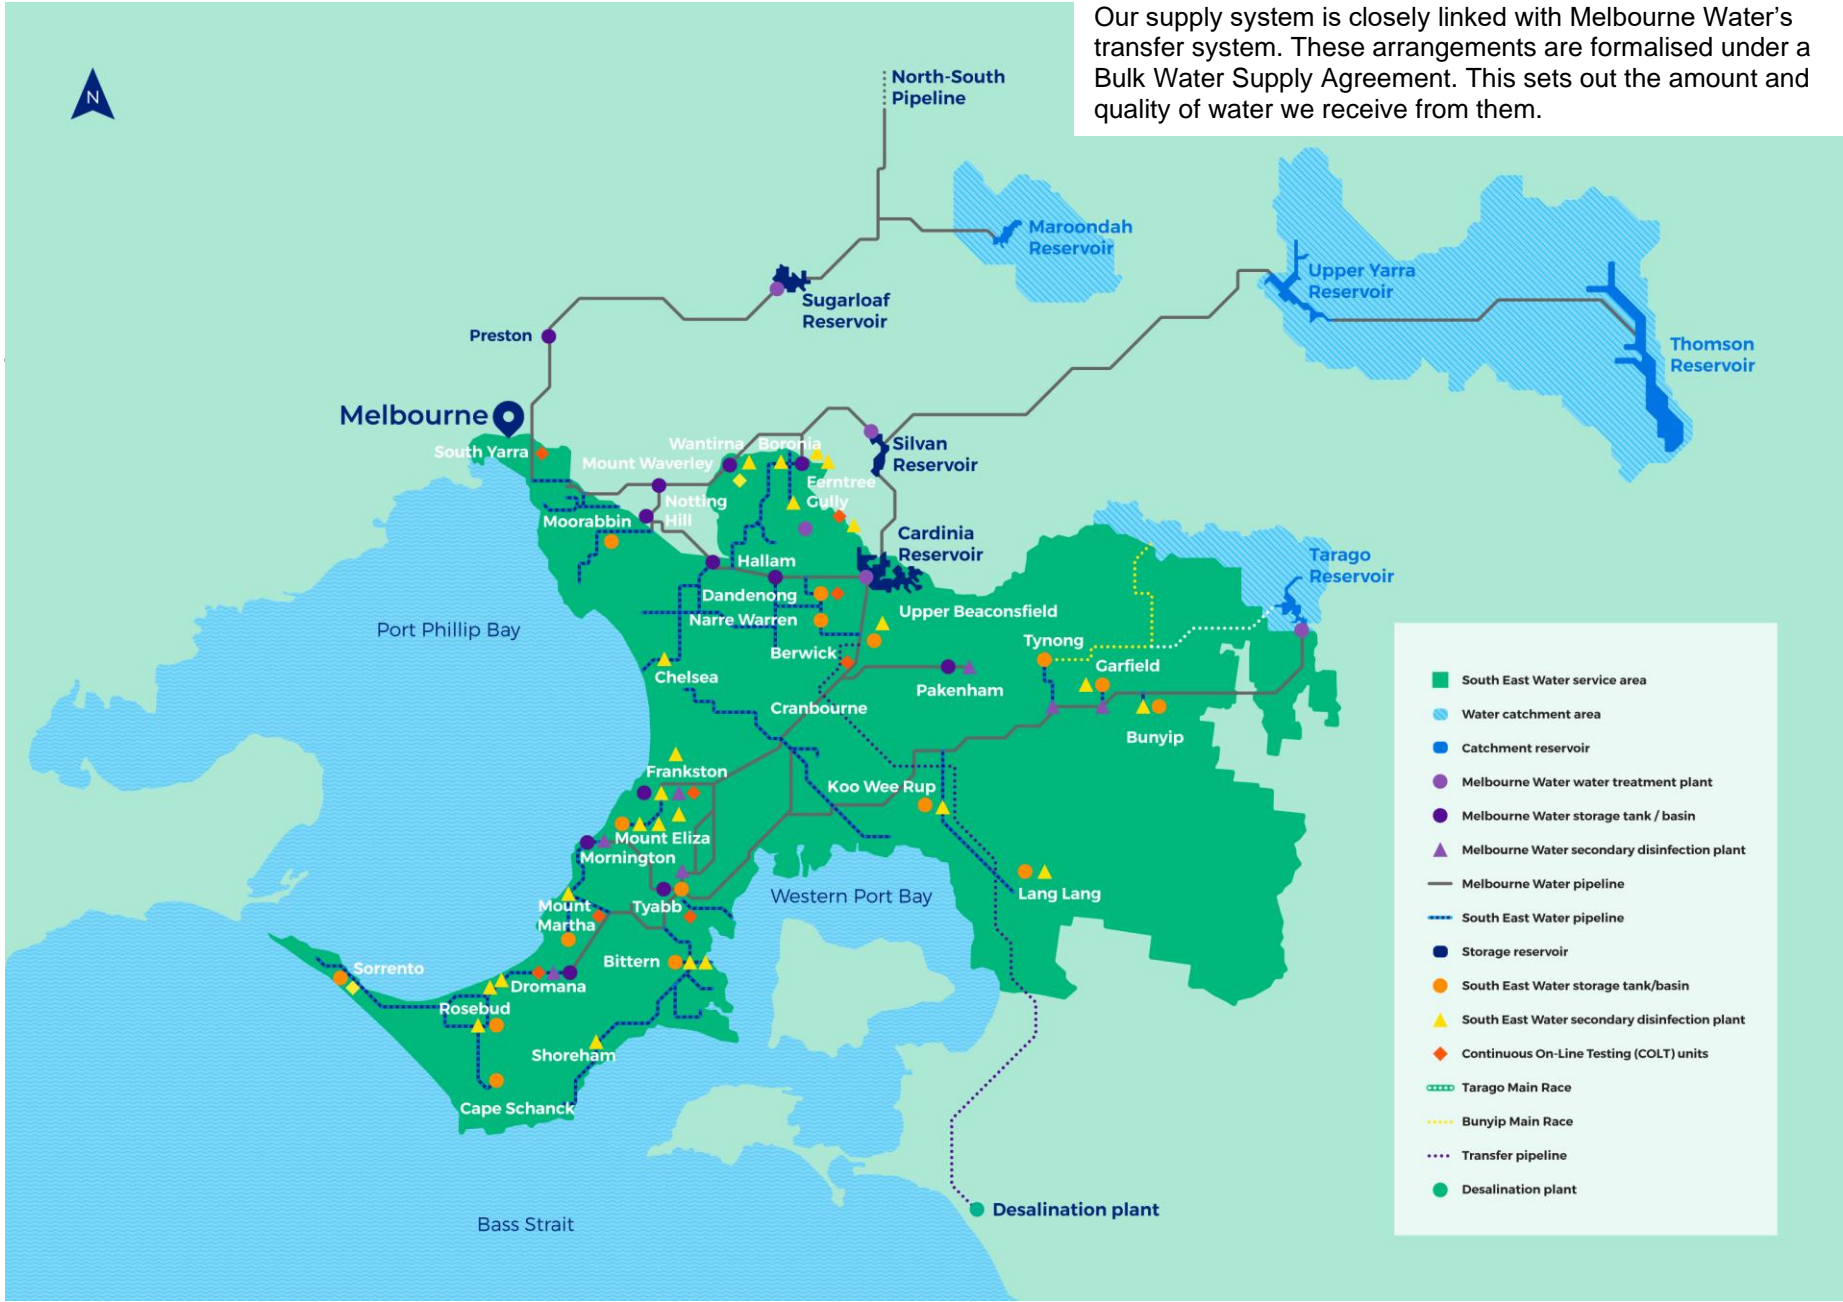 Our supply system is closely linked with Melbourne Water’s
transfer system. These arrangements are formalised under a
Bulk Water Supply Agreement. This sets out the amount and
quality of water we receive from them.
N
North-South
Pipeline
Maroondah
Reservoir
Upper Yarra
Reservoir
Sugarloaf
Reservoir
Preston
Thomson
Reservoir
Melbourne
South Yarra
Wantirna
Boronia
Mount Waverley
Silvan
Reservoir
Ferntree
Gully
Notting
Hill
Moorabbin
Cardinia
Reservoir
Hallam
Tarago
Reservoir
Dandenong
Narre Warren
Upper Beaconsfield
Port Phillip Bay
Tynong
Berwick
Garfield
Chelsea
Pakenham
Cranbourne
Bunyip
Frankston
Koo Wee Rup
Mount Eliza
Mornington
Western Port Bay
Lang Lang
Mount
Martha
Tyabb
Bittern
Sorrento
Dromana
Rosebud
Shoreham
Cape Schanck
Desalination plant
Bass Strait
South East Water service area
Water catchment area
Catchment reservoir
Melbourne Water water treatment plant
Melbourne Water storage tank / basin
Melbourne Water secondary disinfection plant
Melbourne Water pipeline
South East Water pipeline
Storage reservoir
South East Water storage tank/basin
South East Water secondary disinfection plant
Continuous On-Line Testing (COLT) units
Tarago Main Race
Bunyip Main Race
Transfer pipeline
Desalination plant